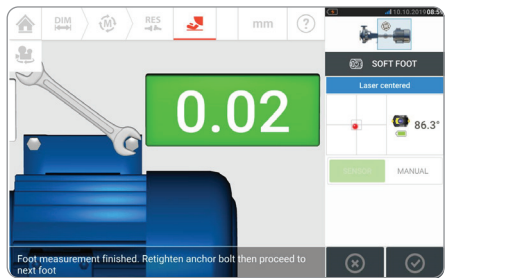 DIM
M
RES
mm
?
10.10.2019 08:59
SOFT FOOT
Laser centered
0.02
86.3°
SENSOR
MANUAL
Foot measurement finished. Retighten anchor bolt then proceed to
next foot